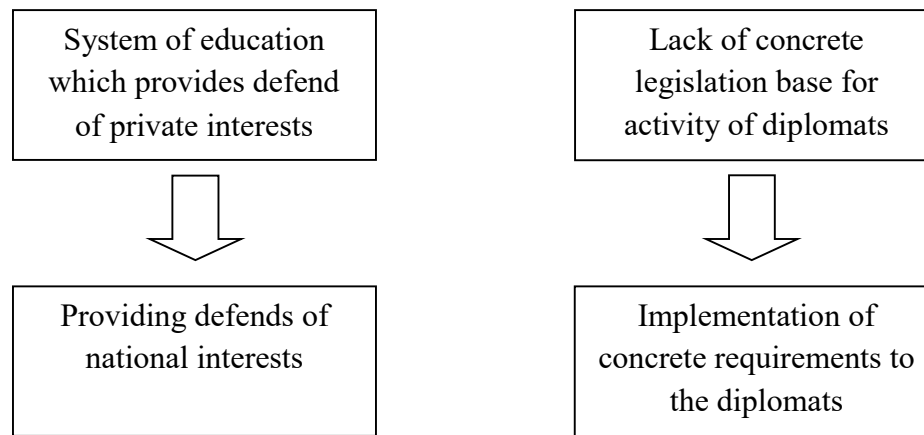 System of education
which provides defend
of private interests
Lack of concrete
legislation base for
activity of diplomats
Providing defends of
national interests
Implementation of
concrete requirements to
the diplomats